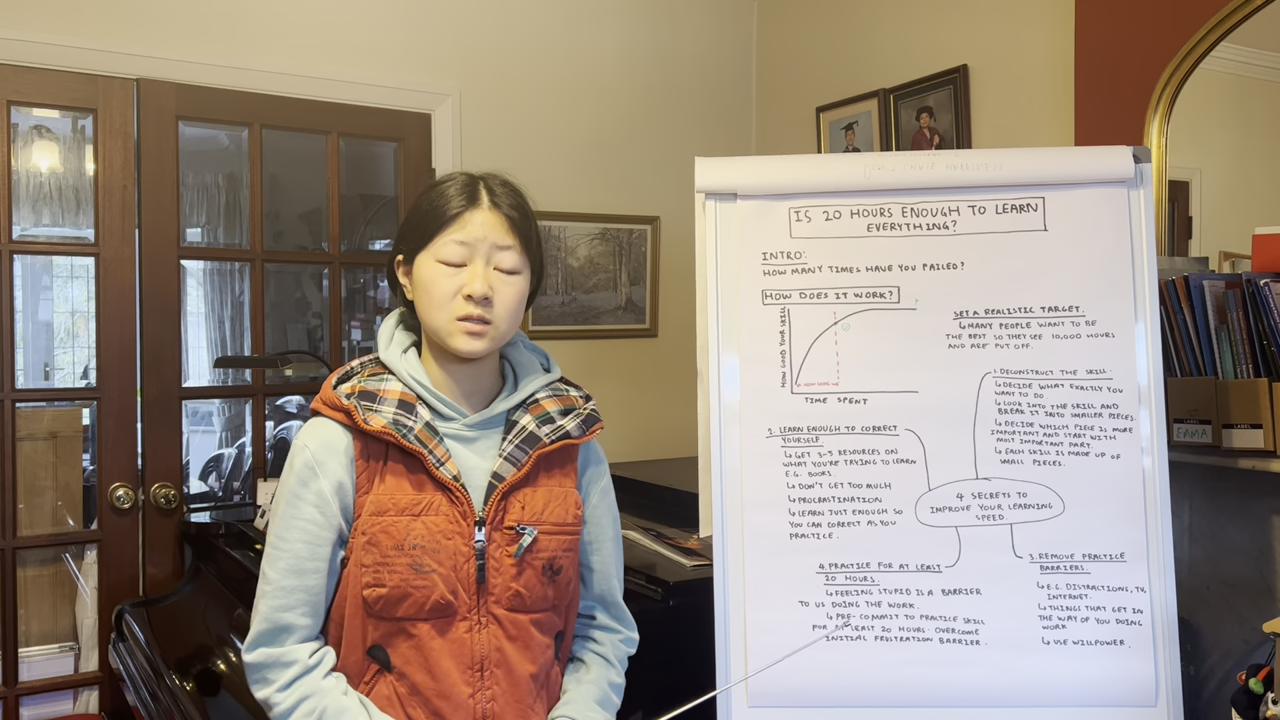 IS 20 HOURS ENOUGH TO LEARN
EVERYTHING?
INTRO:
HOW MANY TIMES HAVE YOU FAILED?
HOW DOES IT WORK?
HOW GOOD YOUR SKILL
TIME SPENT
SET A REALISTIC TARGET.
↳MANY PEOPLE WANT TO BE
THE BEST SO THEY SEE 10,000 HOURS
AND ARE PUT OFF.
1. DECONSTRUCT THE SKILL.
↳DECIDE WHAT EXACTLY YOU
WANT TO DO.
↳LOOK INTO THE SKILL AND
BREAK IT INTO SMALLER PIECES.
↳DECIDE WHICH PIECE IS MORE
IMPORTANT AND START WITH
MOST IMPORTANT PART.
↳EACH SKILL IS MADE UP OF
SMALL PIECES.
2. LEARN ENOUGH TO CORRECT
YOURSELF.
↳GET 3-5 RESOURCES ON
WHAT YOU'RE TRYING TO LEARN
E.G. BOOKS.
↳DON'T GET TOO MUCH
↳PROCRASTINATION
↳LEARN JUST ENOUGH SO
YOU CAN CORRECT AS YOU
PRACTICE.
4 SECRETS TO
IMPROVE YOUR LEARNING
SPEED.
3. REMOVE PRACTICE
BARRIERS.
↳E.G. DISTRACTIONS, TV,
INTERNET.
↳THINGS THAT GET IN
THE WAY OF YOU DOING
WORK
↳USE WILLPOWER.
4. PRACTICE FOR AT LEAST
20 HOURS.
↳FEELING STUPID IS A BARRIER
TO US DOING THE WORK.
↳PRE-COMMIT TO PRACTICE SKILL
FOR AT LEAST 20 HOURS. OVERCOME
INITIAL FRUSTRATION BARRIER.
LABEL
EMMA
LABEL